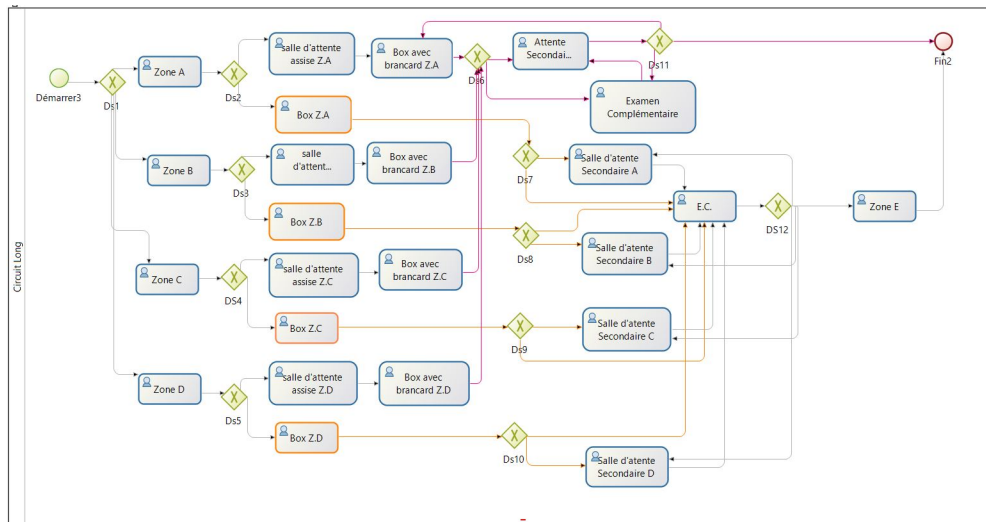 Circuit Long
Démarrer3
Ds1
Zone A
Ds2
salle d'attente
assise Z.A
Box avec
brancard Z.A
Ds6
Attente
Secondai...
Ds11
Fin2
Examen
Complémentaire
Box Z.A
Ds7
Salle d'atente
Secondaire A
Zone B
Ds3
salle
d'attent...
Box avec
brancard Z.B
E.C.
DS12
Zone E
Box Z.B
Ds8
Salle d'atente
Secondaire B
Zone C
DS4
salle d'attente
assise Z.C
Box avec
brancard Z.C
Box Z.C
Ds9
Salle d'atente
Secondaire C
Zone D
Ds5
salle d'attente
assise Z.D
Box avec
brancard Z.D
Box Z.D
Ds10
Salle d'atente
Secondaire D